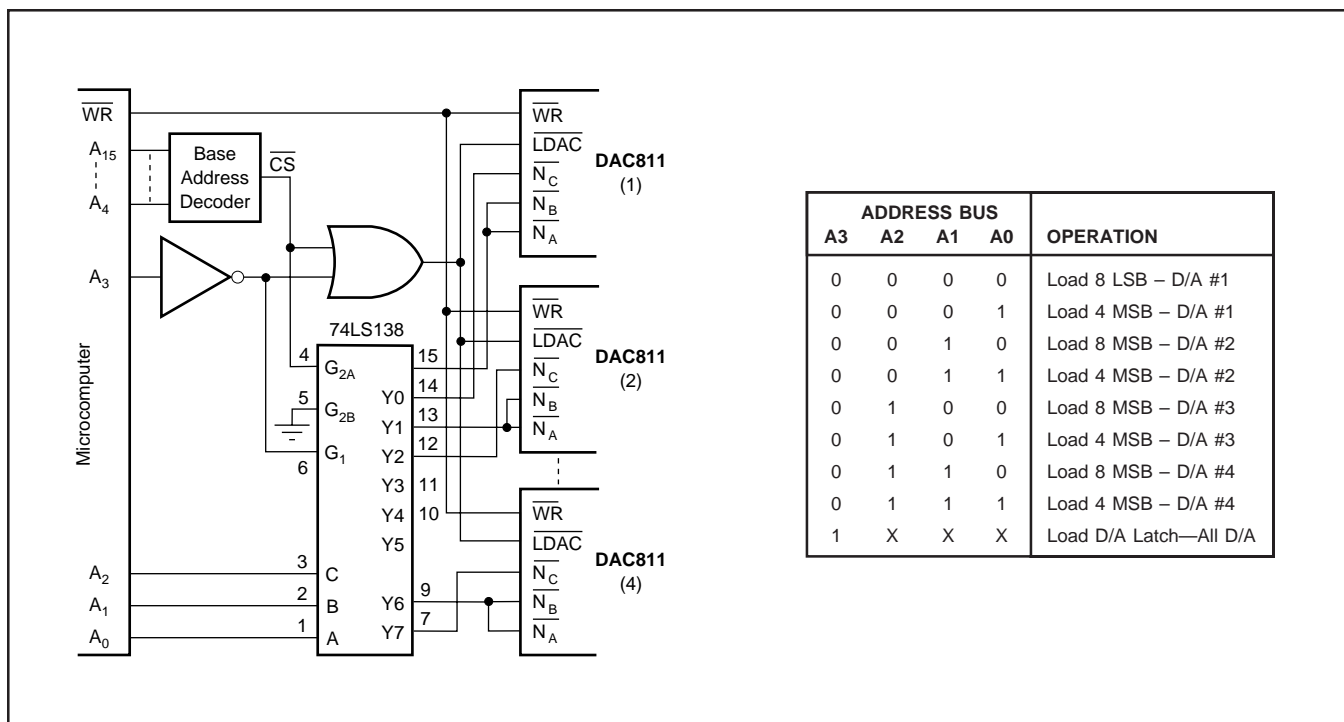 WR
A15
A4
Base
Address
Decoder
CS
A3
Microcomputer
A2
A1
A0
74LS138
4
G2A
5
G2B
G1
6
3
C
2
B
1
A
15
14
Y0
13
Y1
12
Y2
Y3
11
Y4
10
Y5
Y6
9
Y7
7
WR
LDAC
NC
NB
NA
DAC811
(1)
WR
LDAC
NC
NB
NA
DAC811
(2)
WR
LDAC
NC
NB
NA
DAC811
(4)
ADDRESS BUS
A3 A2 A1 A0 OPERATION
0 0 0 0 Load 8 LSB – D/A #1
0 0 0 1 Load 4 MSB – D/A #1
0 0 1 0 Load 8 MSB – D/A #2
0 0 1 1 Load 4 MSB – D/A #2
0 1 0 0 Load 8 MSB – D/A #3
0 1 0 1 Load 4 MSB – D/A #3
0 1 1 0 Load 8 MSB – D/A #4
0 1 1 1 Load 4 MSB – D/A #4
1 X X X Load D/A Latch—All D/A